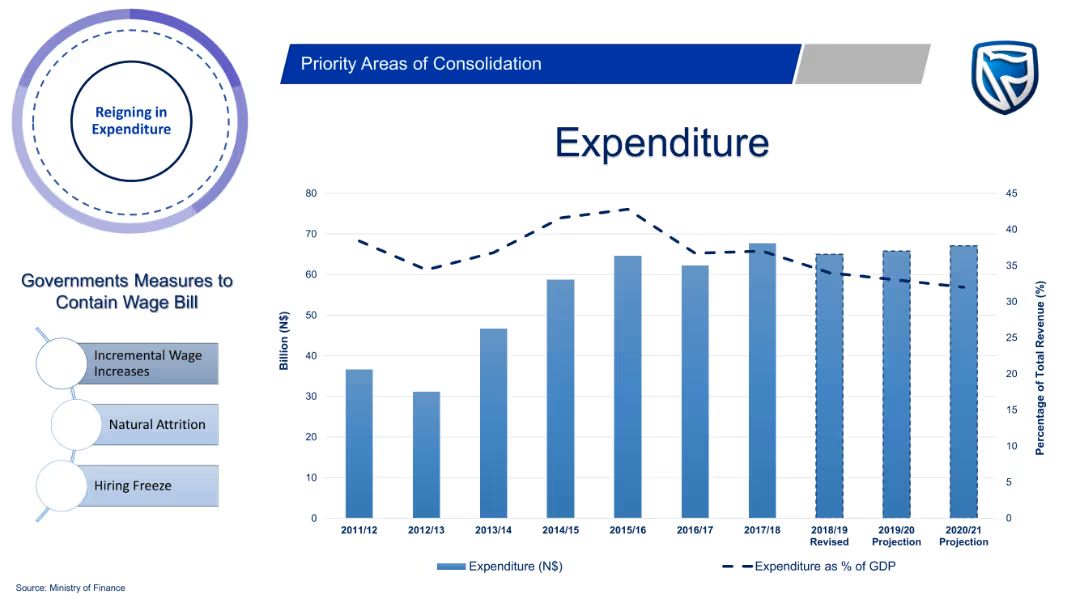 Reigning in
Expenditure
Priority Areas of Consolidation
Expenditure
Governments Measures to
Contain Wage Bill
Incremental Wage
Increases
Natural Attrition
Hiring Freeze
Billion (N$)
80
70
60
50
40
30
20
10
0
45
40
35
30
25
20
15
10
5
0
Percentage of Total Revenue (%)
2011/12
2012/13
2013/14
2014/15
2015/16
2016/17
2017/18
2018/19
Revised
2019/20
Projection
2020/21
Projection
Expenditure (N$)
Expenditure as % of GDP
Source: Ministry of Finance